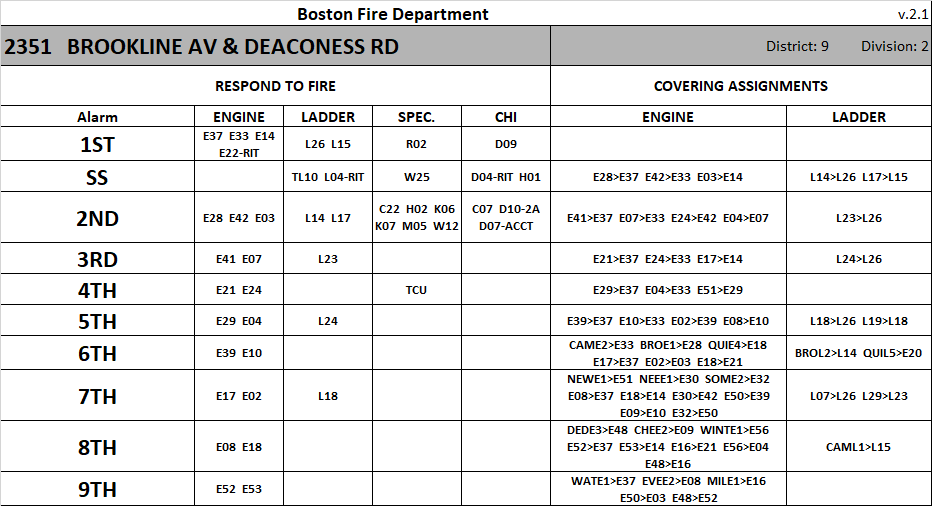 Boston Fire Department v.2.1
2351 BROOKLINE AV & DEACONESS RD District: 9 Division: 2
RESPOND TO FIRE COVERING ASSIGNMENTS
Alarm ENGINE LADDER SPEC. CHI ENGINE LADDER
1ST E37 E33 E14 E22-RIT L26 L15 R02 D09
SS TL10 L04-RIT W25 D04-RIT H01 E28>E37 E42>E33 E03>E14 L14>L26 L17>L15
2ND E28 E42 E03 L14 L17 C22 H02 K06 K07 M05 W12 C07 D10-2A D07-ACCT E41>E37 E07>E33 E24>E42 E04>E07 L23>L26
3RD E41 E07 L23 E21>E37 E24>E33 E17>E14 L24>L26
4TH E21 E24 TCU E29>E37 E04>E33 E51>E29
5TH E29 E04 L24 E39>E37 E10>E33 E02>E39 E08>E10 L18>L26 L19>L18
6TH E39 E10 CAME2>E33 BROE1>E28 QUIE4>E18 E17>E37 E02>E03 E18>E21 BROL2>L14 QUIL5>E20
7TH E17 E02 L18 NEWE1>E51 NEEE1>E30 SOME2>E32 E08>E37 E18>E14 E30>E42 E50>E39 E09>E10 E32>E50 L07>L26 L29>L23
8TH E08 E18 DEDE3>E48 CHEE2>E09 WINTE1>E56 E52>E37 E53>E14 E16>E21 E56>E04 E48>E16 CAML1>L15
9TH E52 E53 WATE1>E37 EVEE2>E08 MILE1>E16 E50>E03 E48>E52